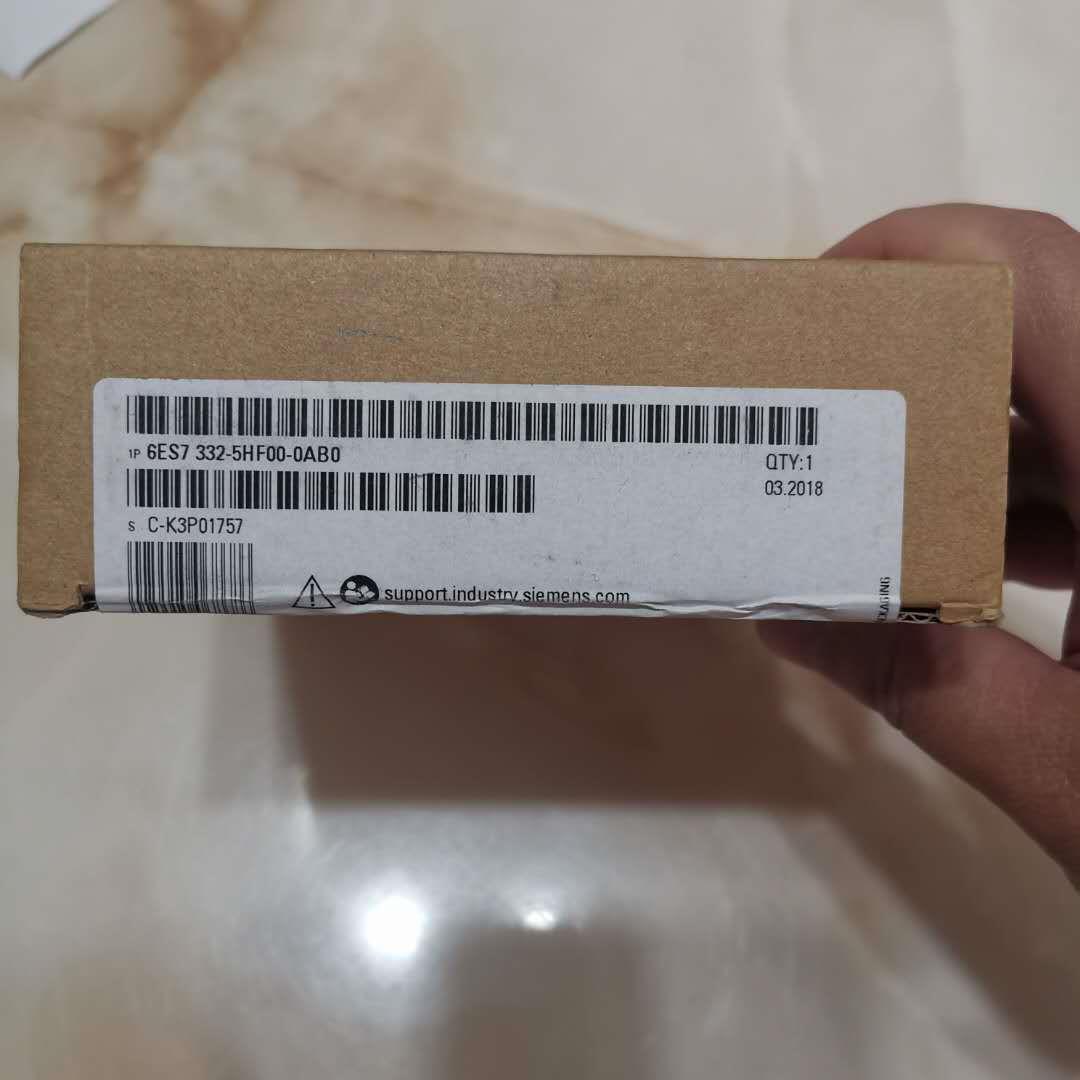 1P 6ES7 332-5HF00-0AB0
QTY:1
03.2018
S C-K3P01757
support.industry.siemens.com